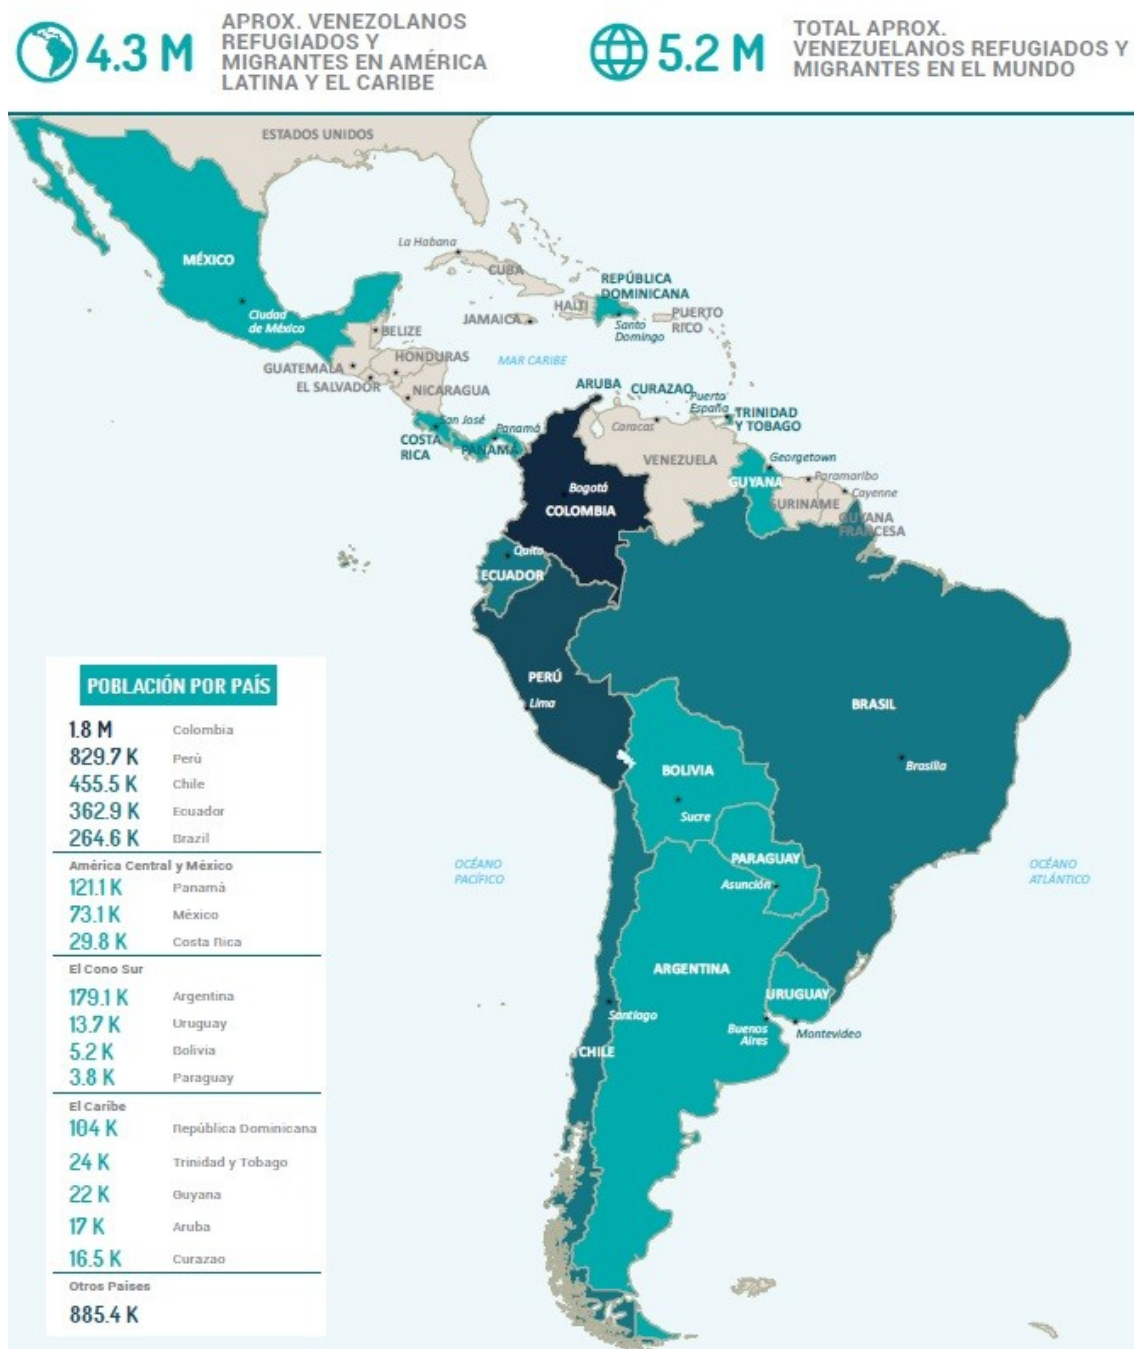 4.3 M
APROX. VENEZOLANOS
REFUGIADOS Y
MIGRANTES EN AMÉRICA
LATINA Y EL CARIBE
5.2 M
TOTAL APROX.
VENEZUELANOS REFUGIADOS Y
MIGRANTES EN EL MUNDO
ESTADOS UNIDOS
MÉXICO
Ciudad
de México
La Habana
CUBA
REPÚBLICA
DOMINICANA
HAITI
JAMAICA
Santo
Domingo
PUERTO
RICO
BELIZE
GUATEMALA
HONDURAS
EL SALVADOR
NICARAGUA
MAR CARIBE
ARUBA
CURAZAO
Puerta
España
TRINIDAD
Y TOBAGO
COSTA
RICA
San José
Panamá
PANAMÁ
Caracas
VENEZUELA
Georgetown
GUYANA
Paramaribo
SURINAME
Cayenne
GUYANA
FRANCESA
Bogotá
COLOMBIA
Quito
ECUADOR
PERÚ
Lima
BRASIL
Brasilia
BOLIVIA
Sucre
PARAGUAY
Asunción
OCÉANO
PACÍFICO
OCÉANO
ATLÁNTICO
ARGENTINA
URUGUAY
Santiago
Buenos
Aires
Montevideo
CHILE
POBLACIÓN POR PAÍS
1.8 M Colombia
829.7 K Perú
455.5 K Chile
362.9 K Ecuador
264.6 K Brazil
América Central y México
121.1 K Panamá
73.1 K México
29.8 K Costa Rica
El Cono Sur
179.1 K Argentina
13.7 K Uruguay
5.2 K Bolivia
3.8 K Paraguay
El Caribe
104 K República Dominicana
24 K Trinidad y Tobago
22 K Guyana
17 K Aruba
16.5 K Curazao
Otros Paises
885.4 K